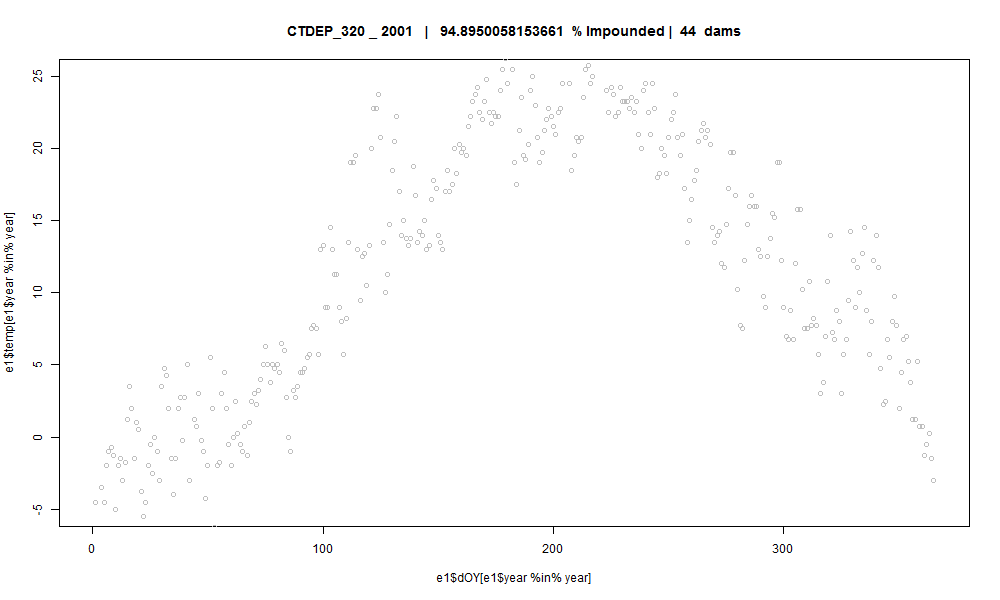 CTDEP_320 _ 2001 | 94.8950058153661 % Impounded | 44 dams
25
20
15
10
5
0
-5
e1$temp[e1$year %in% year]
0 100 200 300
e1$dOY[e1$year %in% year]